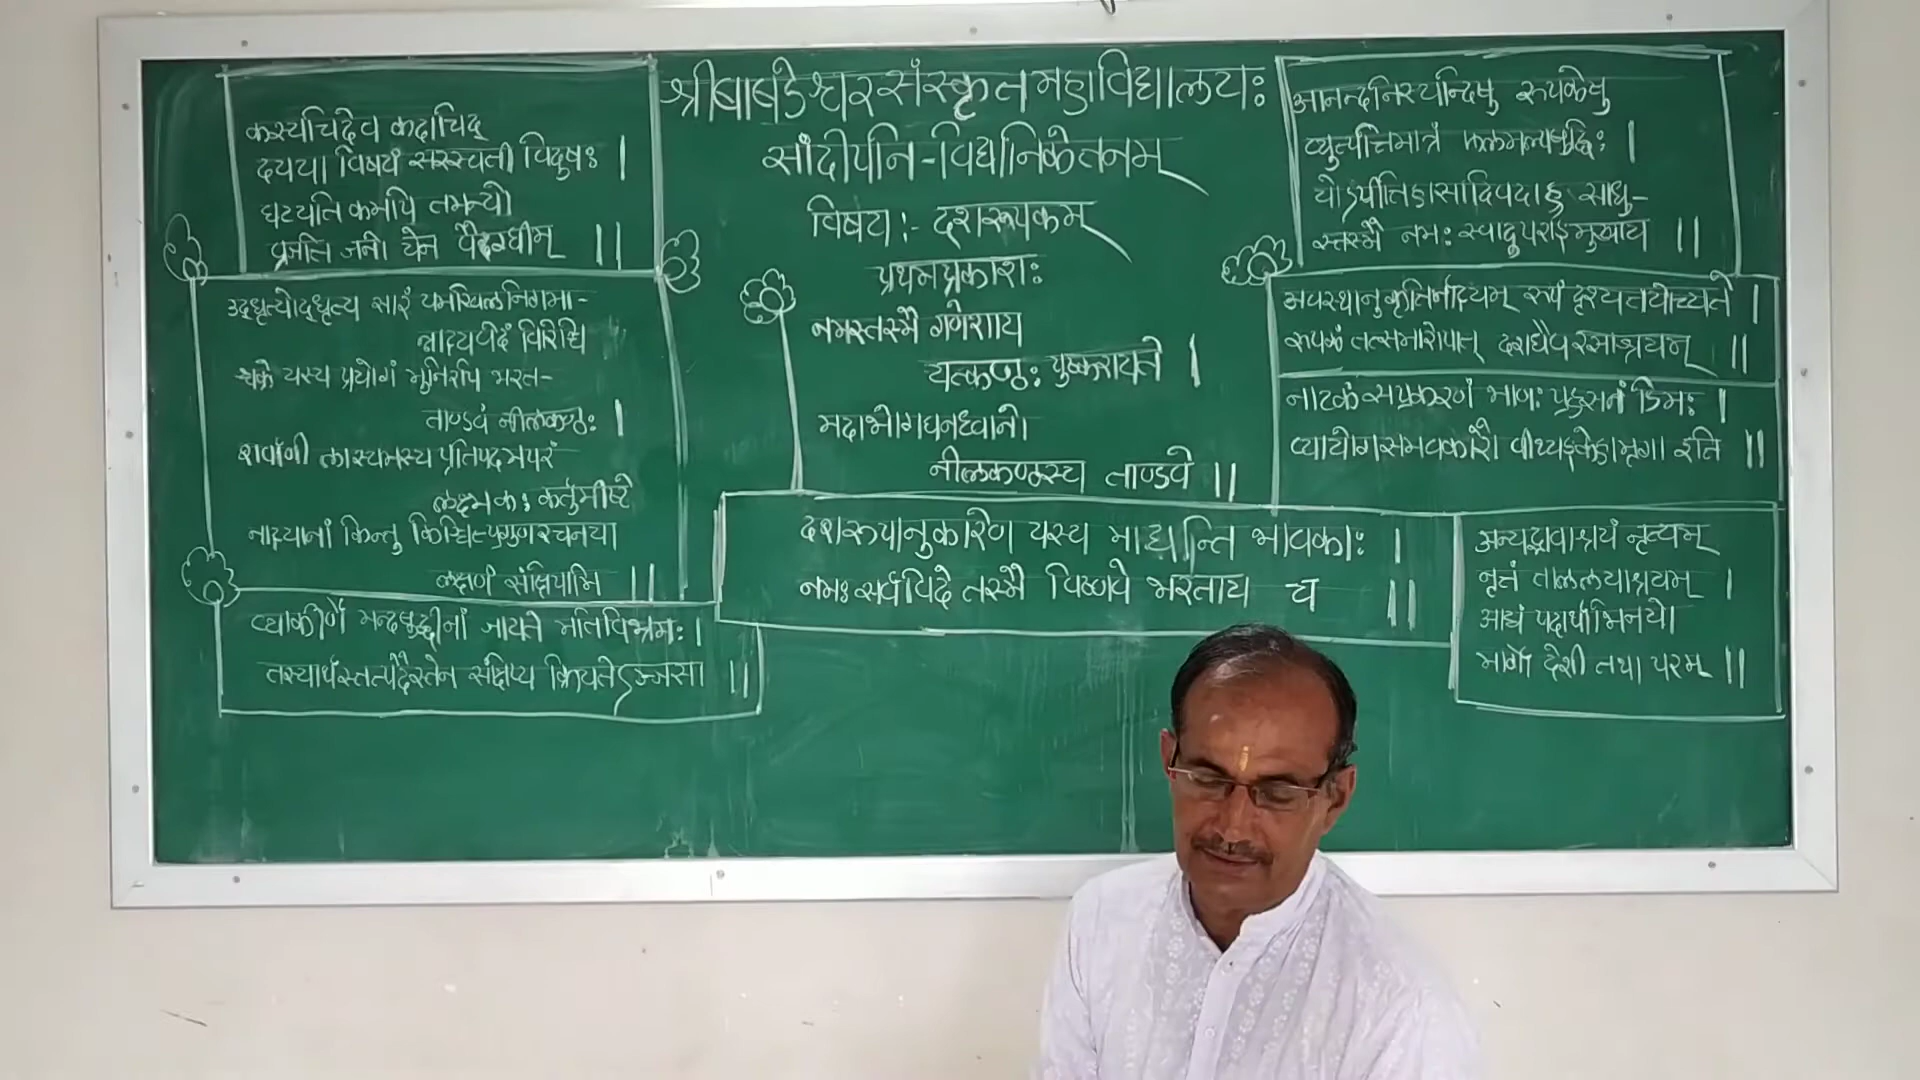 श्रीबाबडेश्वरसंस्कृतमहाविद्यालयः
सांदीपनि-विद्यानिकेतनम्
विषयः- दशरूपकम्
प्रथमप्रकाशः
नमस्तस्मै गणेशाय
यत्कण्ठः पुष्करायते ।
मदाभोगघनध्वानो
नीलकण्ठस्य ताण्डवे ॥
दशरूपानुकारेण यस्य माद्यन्ति भावकाः ।
नमः सर्वविदे तस्मै विष्णवे भरताय च ॥
कस्यचिदेव कदाचिद्
दयया विषयं सरस्वती विदुषः ।
घटयति कमपि तमन्यो
व्रजति जनो येन वैदग्धीम् ॥
उद्धृत्योद्धृत्य सारं यमखिलनिगमा-
न्नाट्यवेदं विरिञ्चि
श्चक्रे यस्य प्रयोगं मुनिरपि भरत-
ताण्डवं नीलकण्ठः ।
शर्वाणी लास्यमस्य प्रतिपदमपरं
लक्ष्मकः कर्तुमीष्टे
नाट्यानां किन्तु किञ्चित्प्रगुणरचनया
लक्षणं संक्षिपामि ॥
व्याकीर्णे मन्दबुद्धीनां जायते मतिविभ्रमः ।
तस्यार्थस्तत्पदैस्तेन संक्षिप्य क्रियतेऽञ्जसा ॥
आनन्दनिस्यन्दिषु रूपकेषु
व्युत्पत्तिमात्रं फलमल्पबुद्धिः ।
योऽपीतिहासादिवदाह साधु-
स्तस्मै नमः स्वादुपराङ्मुखाय ॥
अवस्थानुकृतिर्नाट्यम् रूपं दृश्यतयोच्यते ।
रूपकं तत्समारोपात् दशधैवरसाश्रयम् ॥
नाटकं सप्रकरणं भाणः प्रहसनं डिमः ।
व्यायोगसमवकारौ वीथ्यङ्केहामृगा इति ॥
अन्यद्भावाश्रयं नृत्यम्
नृत्तं ताललयाश्रयम् ।
आद्यं पदार्थाभिनयो
मार्गो देशी तथा परम् ॥